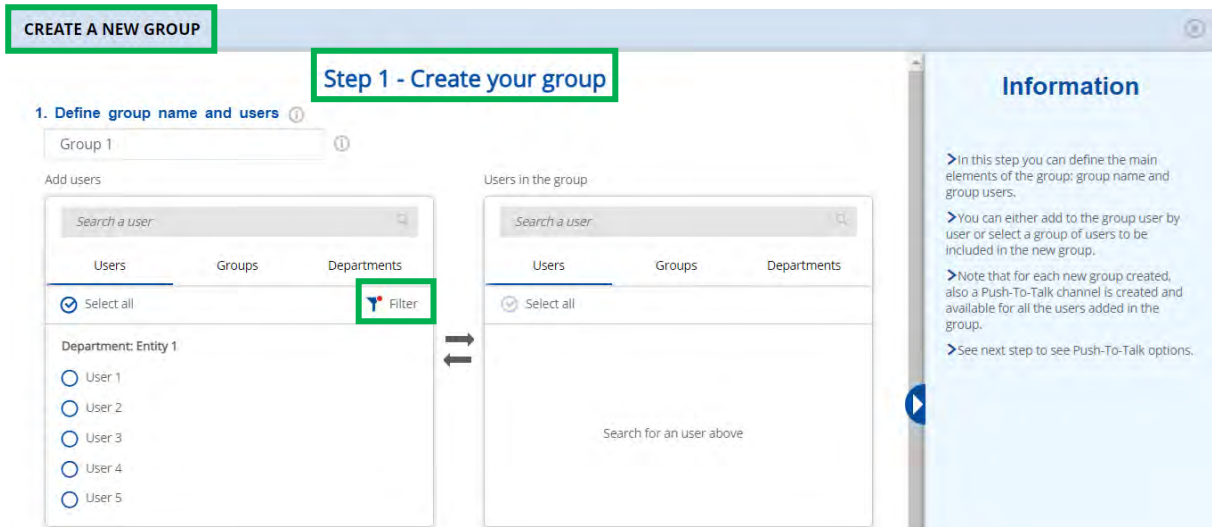 CREATE A NEW GROUP
Step 1 - Create your group
1. Define group name and users
Group 1
Add users
Search a user
Users Groups Departments
Select all Filter
Department: Entity 1
User 1
User 2
User 3
User 4
User 5
Users in the group
Search a user
Users Groups Departments
Select all
Search for an user above
Information
In this step you can define the main
elements of the group: group name and
group users.
You can either add to the group user by
user or select a group of users to be
included in the new group.
Note that for each new group created,
also a Push-To-Talk channel is created and
available for all the users added in the
group.
See next step to see Push-To-Talk options.